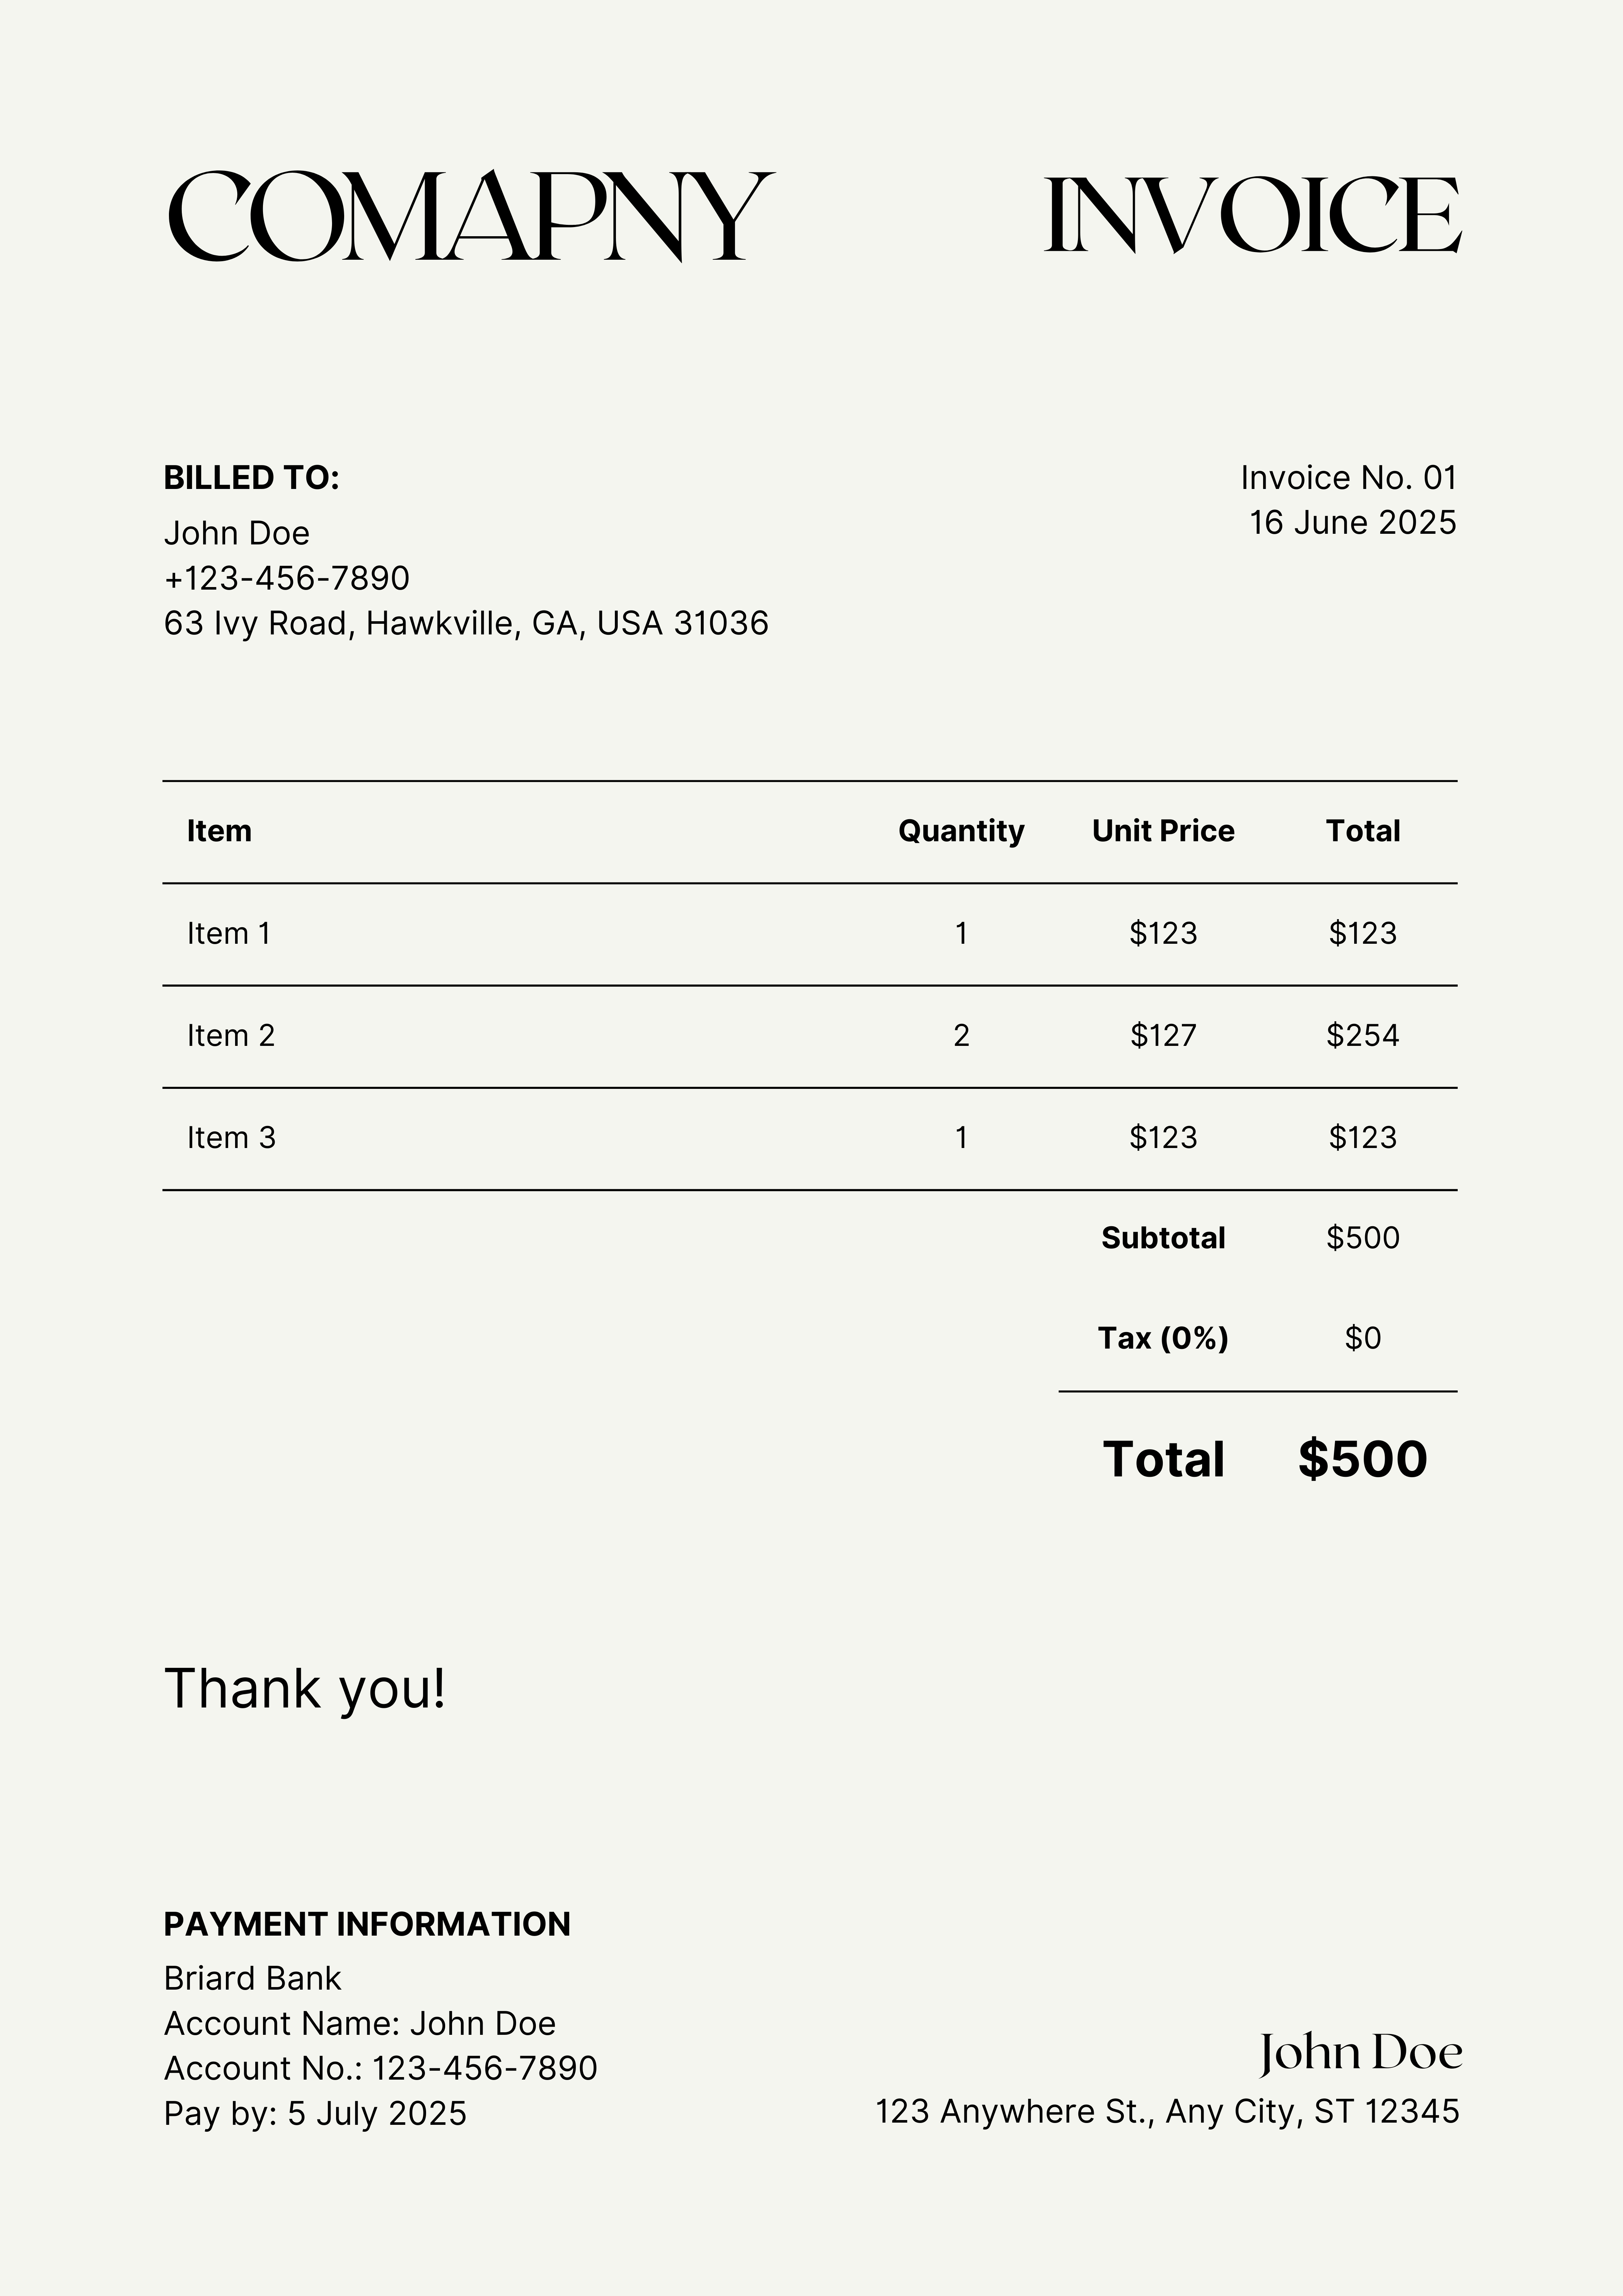 COMAPNY
INVOICE
BILLED TO:
John Doe
+123-456-7890
63 Ivy Road, Hawkville, GA, USA 31036
Invoice No. 01
16 June 2025
Item Quantity Unit Price Total
Item 1 1 $123 $123
Item 2 2 $127 $254
Item 3 1 $123 $123
Subtotal $500
Tax (0%) $0
Total $500
Thank you!
PAYMENT INFORMATION
Briard Bank
Account Name: John Doe
Account No.: 123-456-7890
Pay by: 5 July 2025
John Doe
123 Anywhere St., Any City, ST 12345